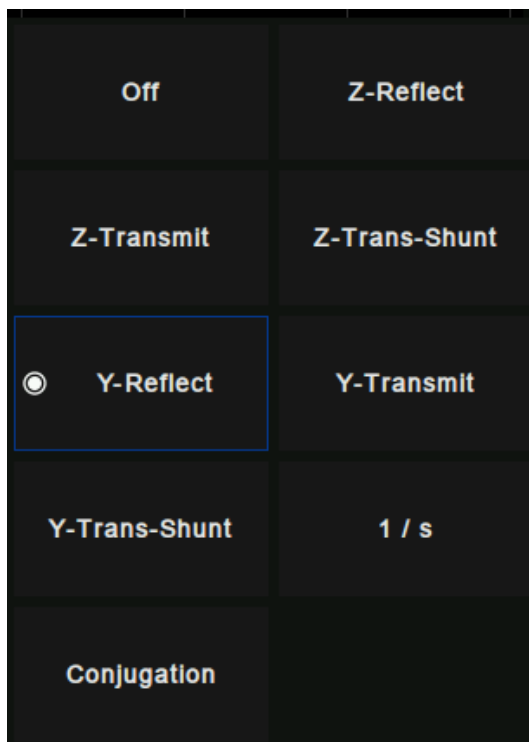 Off
Z-Reflect
Z-Transmit
Z-Trans-Shunt
Y-Reflect
Y-Transmit
Y-Trans-Shunt
1 / s
Conjugation